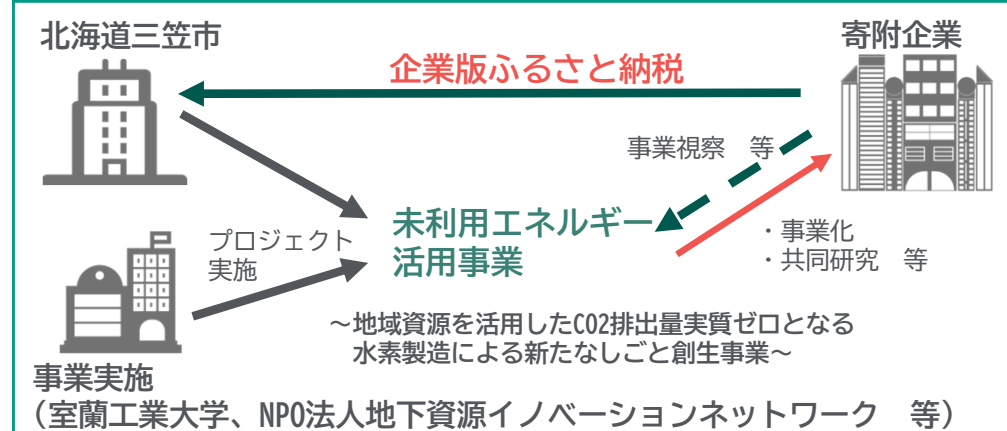 北海道三笠市
寄附企業
企業版ふるさと納税
事業視察　等
未利用エネルギー
活用事業
・事業化
・共同研究　等
プロジェクト
実施
～地域資源を活用したCO2排出量実質ゼロとなる
水素製造による新たなしごと創生事業～
事業実施
（室蘭工業大学、NPO法人地下資源イノベーションネットワーク　等）